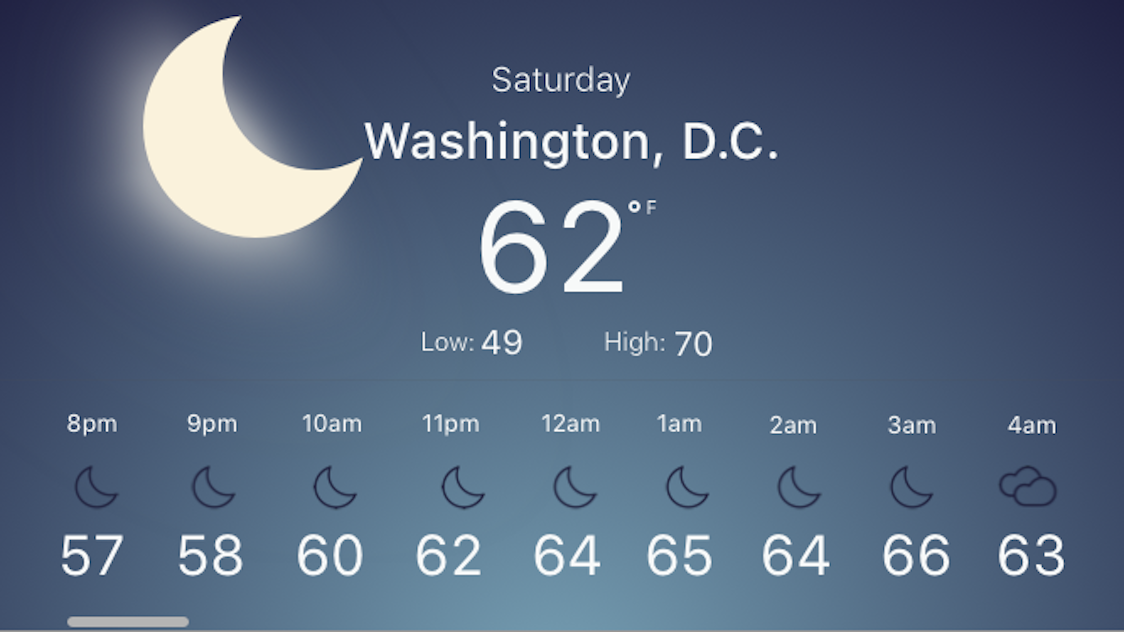 Saturday
Washington, D.C.
62°F
Low: 49 High: 70
8pm 9pm 10am 11pm 12am 1am 2am 3am 4am
57 58 60 62 64 65 64 66 63